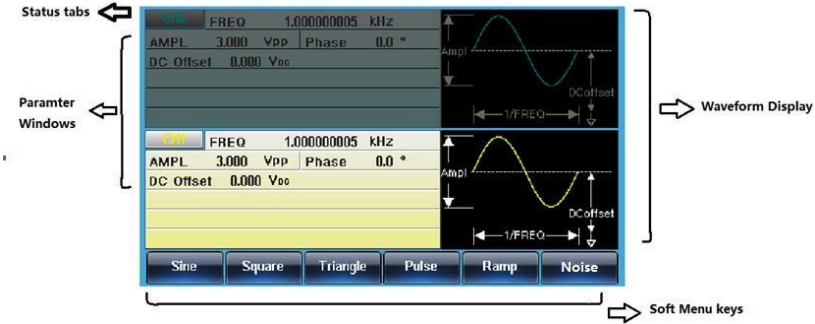 Status tabs
FREQ 1.000000005 kHz
AMPL 3.000 VPP Phase 0.0 °
DC Offset 0.000 VDC
Ampl
DCoffset
1/FREQ
Paramter
Windows
Waveform Display
FREQ 1.000000005 kHz
AMPL 3.000 VPP Phase 0.0 °
DC Offset 0.000 VDC
Ampl
DCoffset
1/FREQ
Sine Square Triangle Pulse Ramp Noise
Soft Menu keys